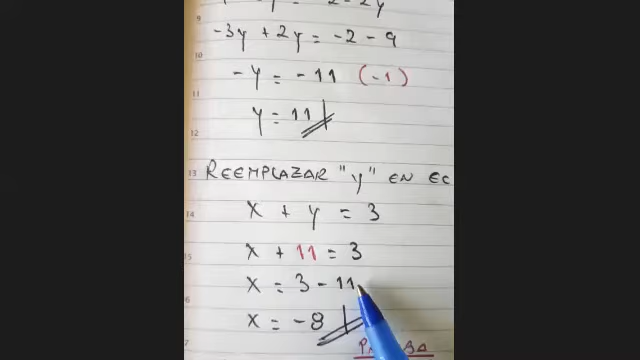 -3y + 2y = -2 - 9
-y = -11 (-1)
y = 11
REEMPLAZAR "y" EN EC
x + y = 3
x + 11 = 3
x = 3 - 11
x = -8